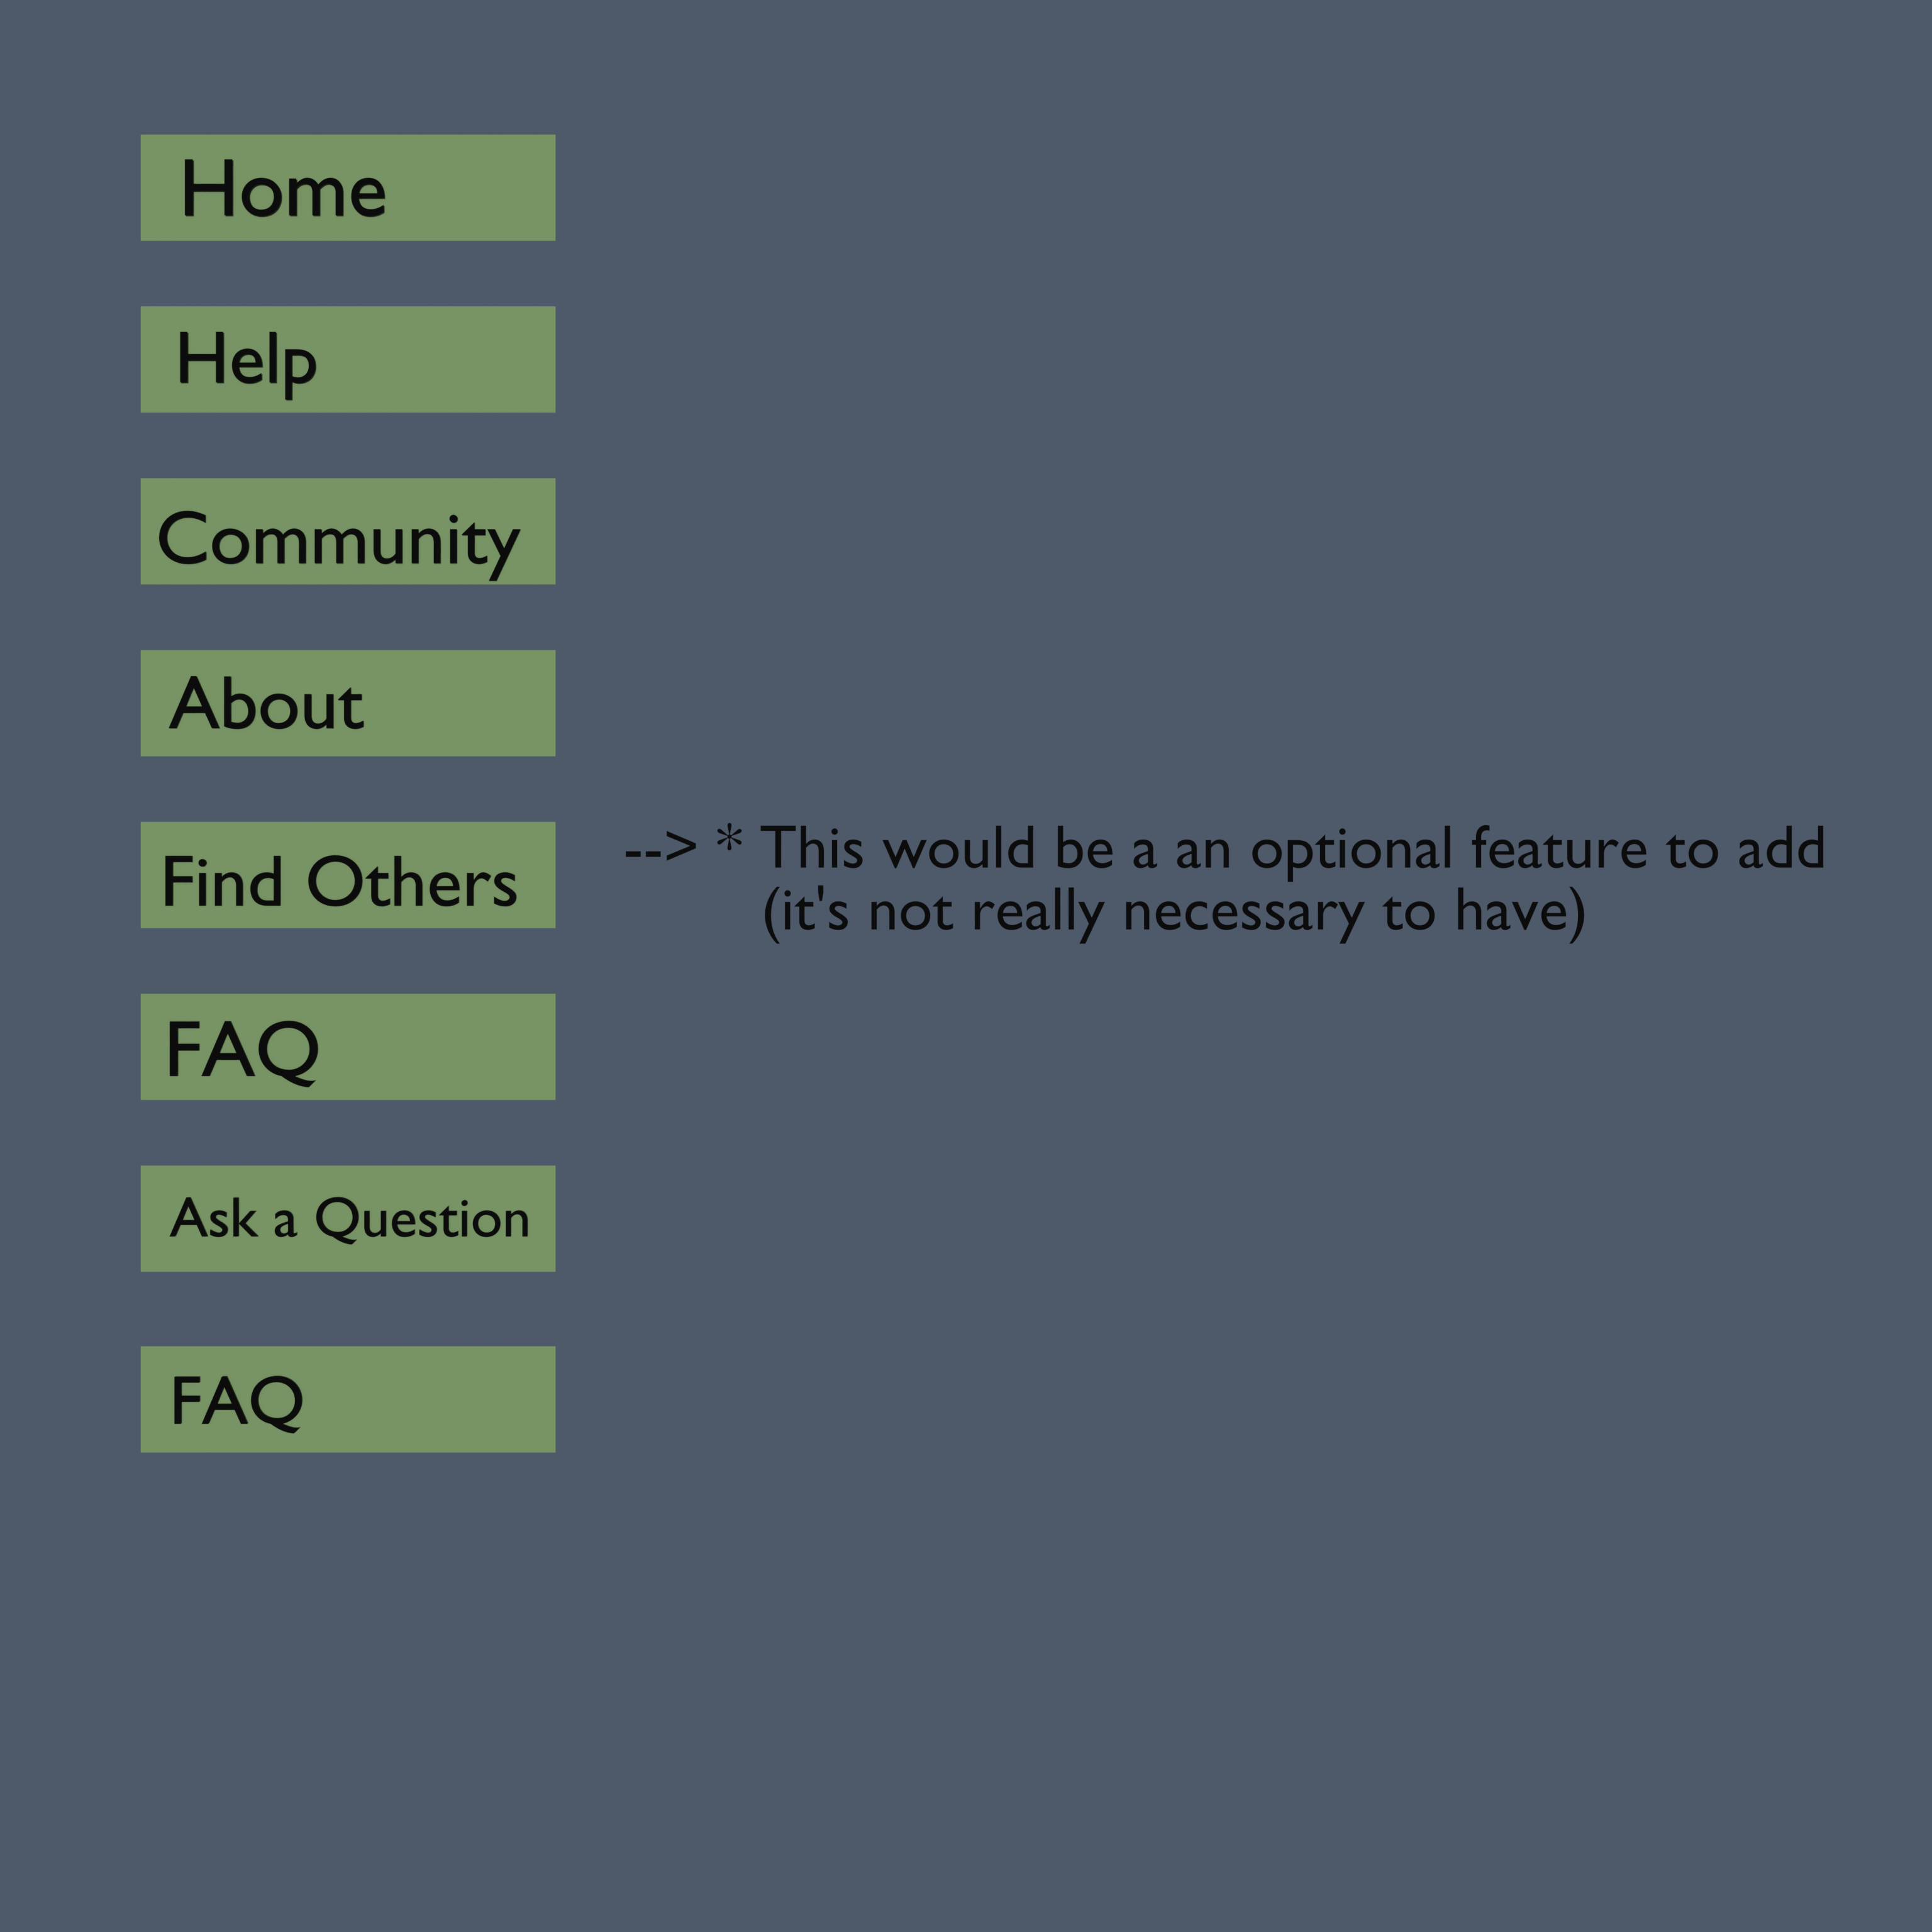 Home
Help
Community
About
Find Others
--> * This would be a an optional feature to add
(it's not really necessary to have)
FAQ
Ask a Question
FAQ